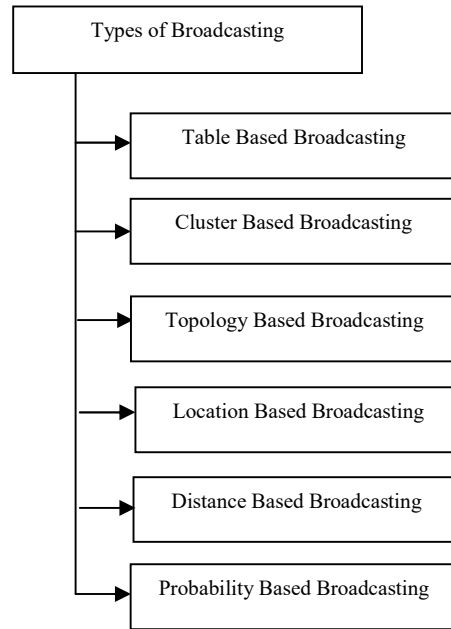 Types of Broadcasting
Table Based Broadcasting
Cluster Based Broadcasting
Topology Based Broadcasting
Location Based Broadcasting
Distance Based Broadcasting
Probability Based Broadcasting